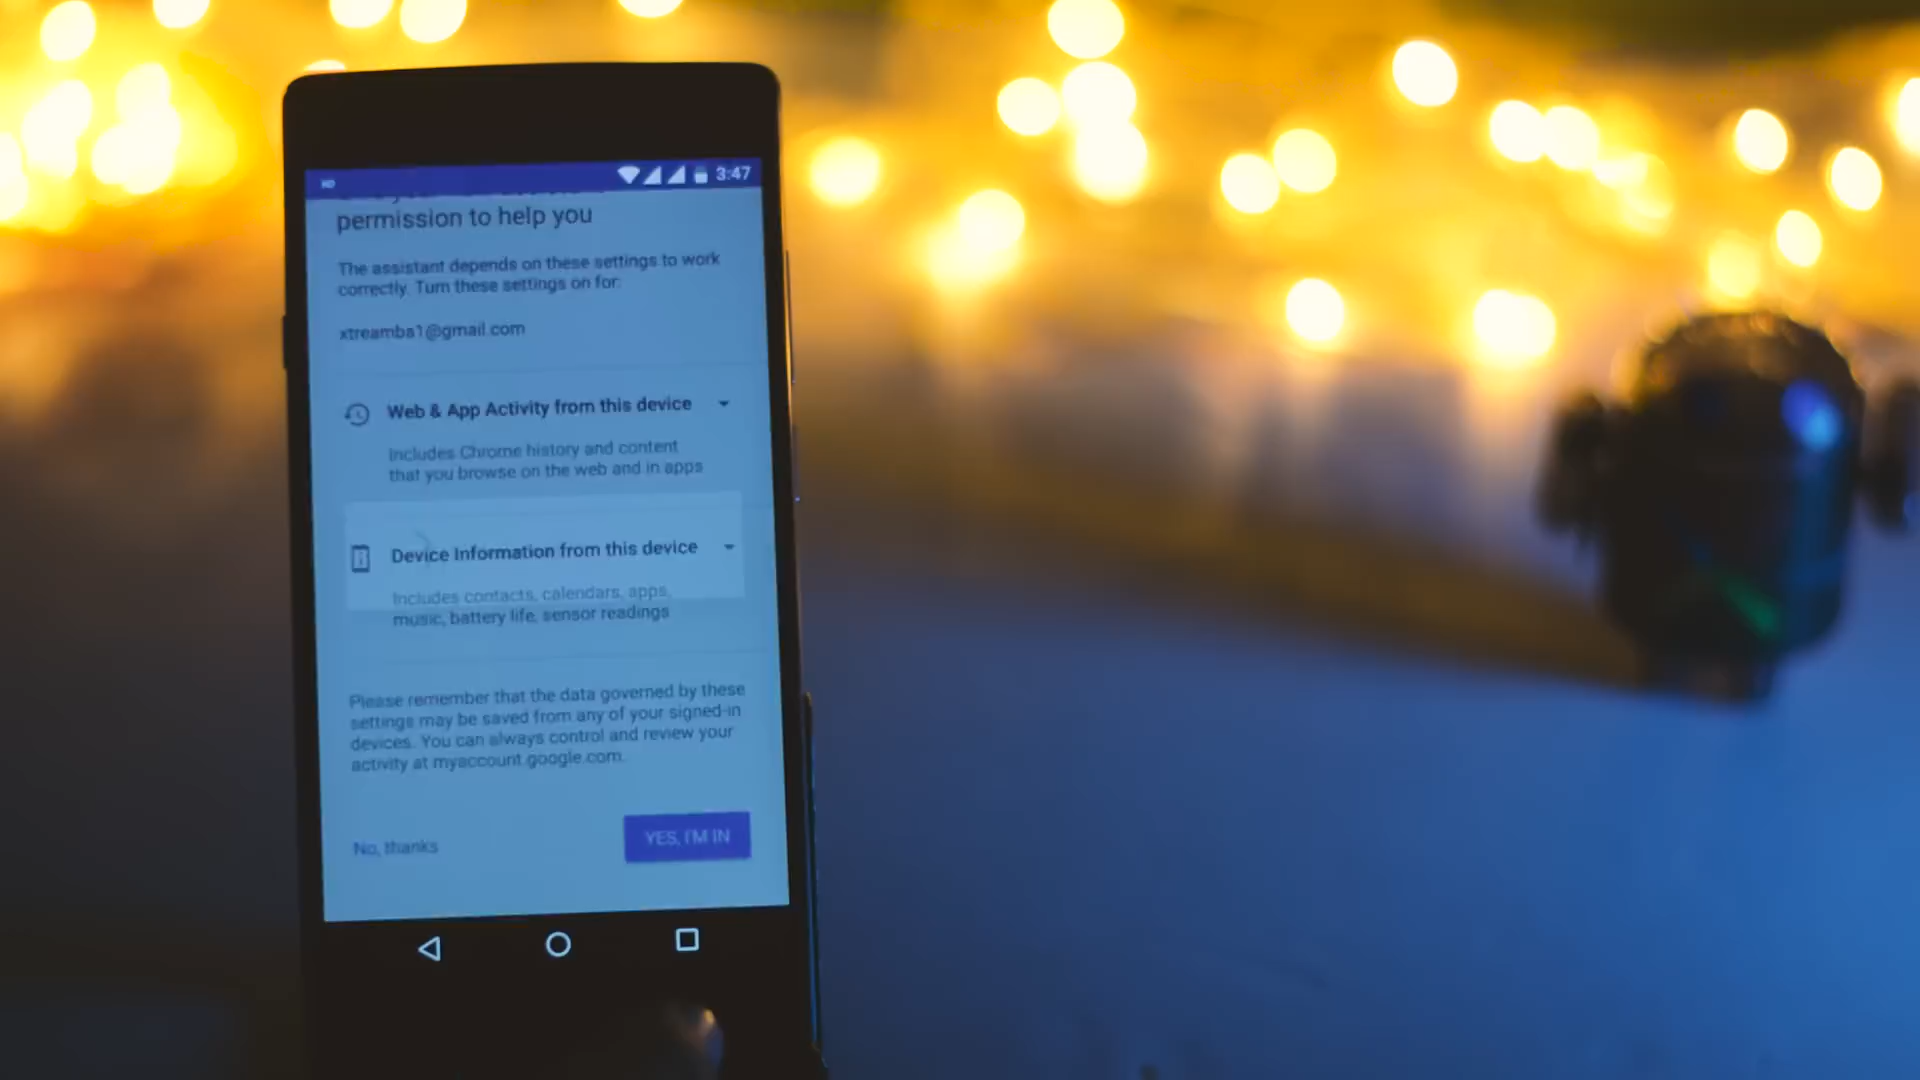 HD
3:47
permission to help you
The assistant depends on these settings to work
correctly. Turn these settings on for:
xtreamba1@gmail.com
Web & App Activity from this device
Includes Chrome history and content
that you browse on the web and in apps
Device Information from this device
Includes contacts, calendars, apps,
music, battery life, sensor readings
Please remember that the data governed by these
settings may be saved from any of your signed-in
devices. You can always control and review your
activity at myaccount.google.com.
No, thanks
YES, I'M IN